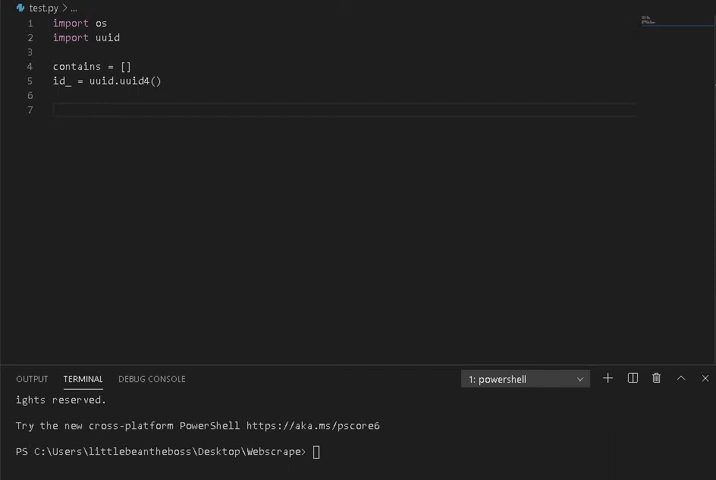 test.py > ...
1 import os
2 import uuid
3
4 contains = []
5 id_ = uuid.uuid4()
6
7
OUTPUT TERMINAL DEBUG CONSOLE 1: powershell
ights reserved.
Try the new cross-platform PowerShell https://aka.ms/pscore6
PS C:\Users\littlebeantheboss\Desktop\Webscrape>